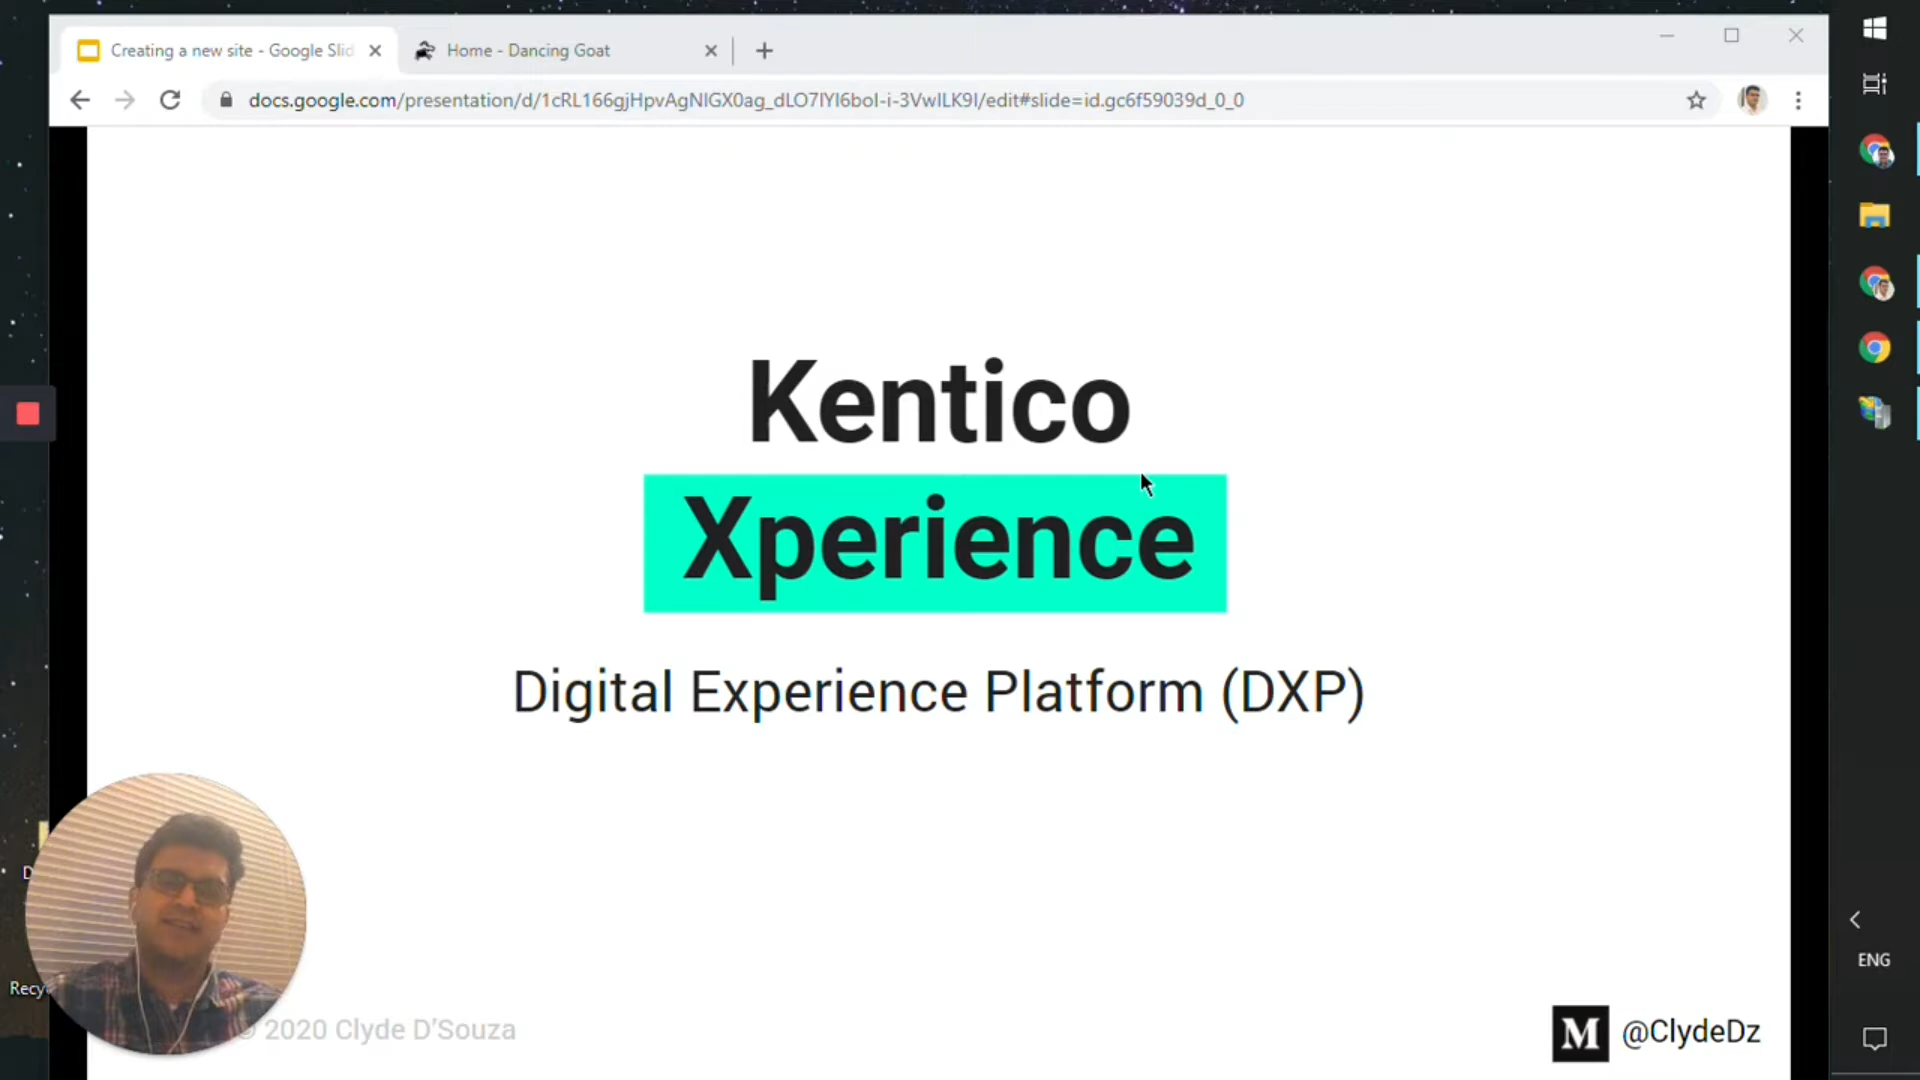 Creating a new site - Google Slid
Home - Dancing Goat
docs.google.com/presentation/d/1cRL166gjHpvAgNIGX0ag_dLO7IYI6boI-i-3VwILK9I/edit#slide=id.gc6f59039d_0_0
Kentico
Xperience
Digital Experience Platform (DXP)
© 2020 Clyde D'Souza
M @ClydeDz
ENG